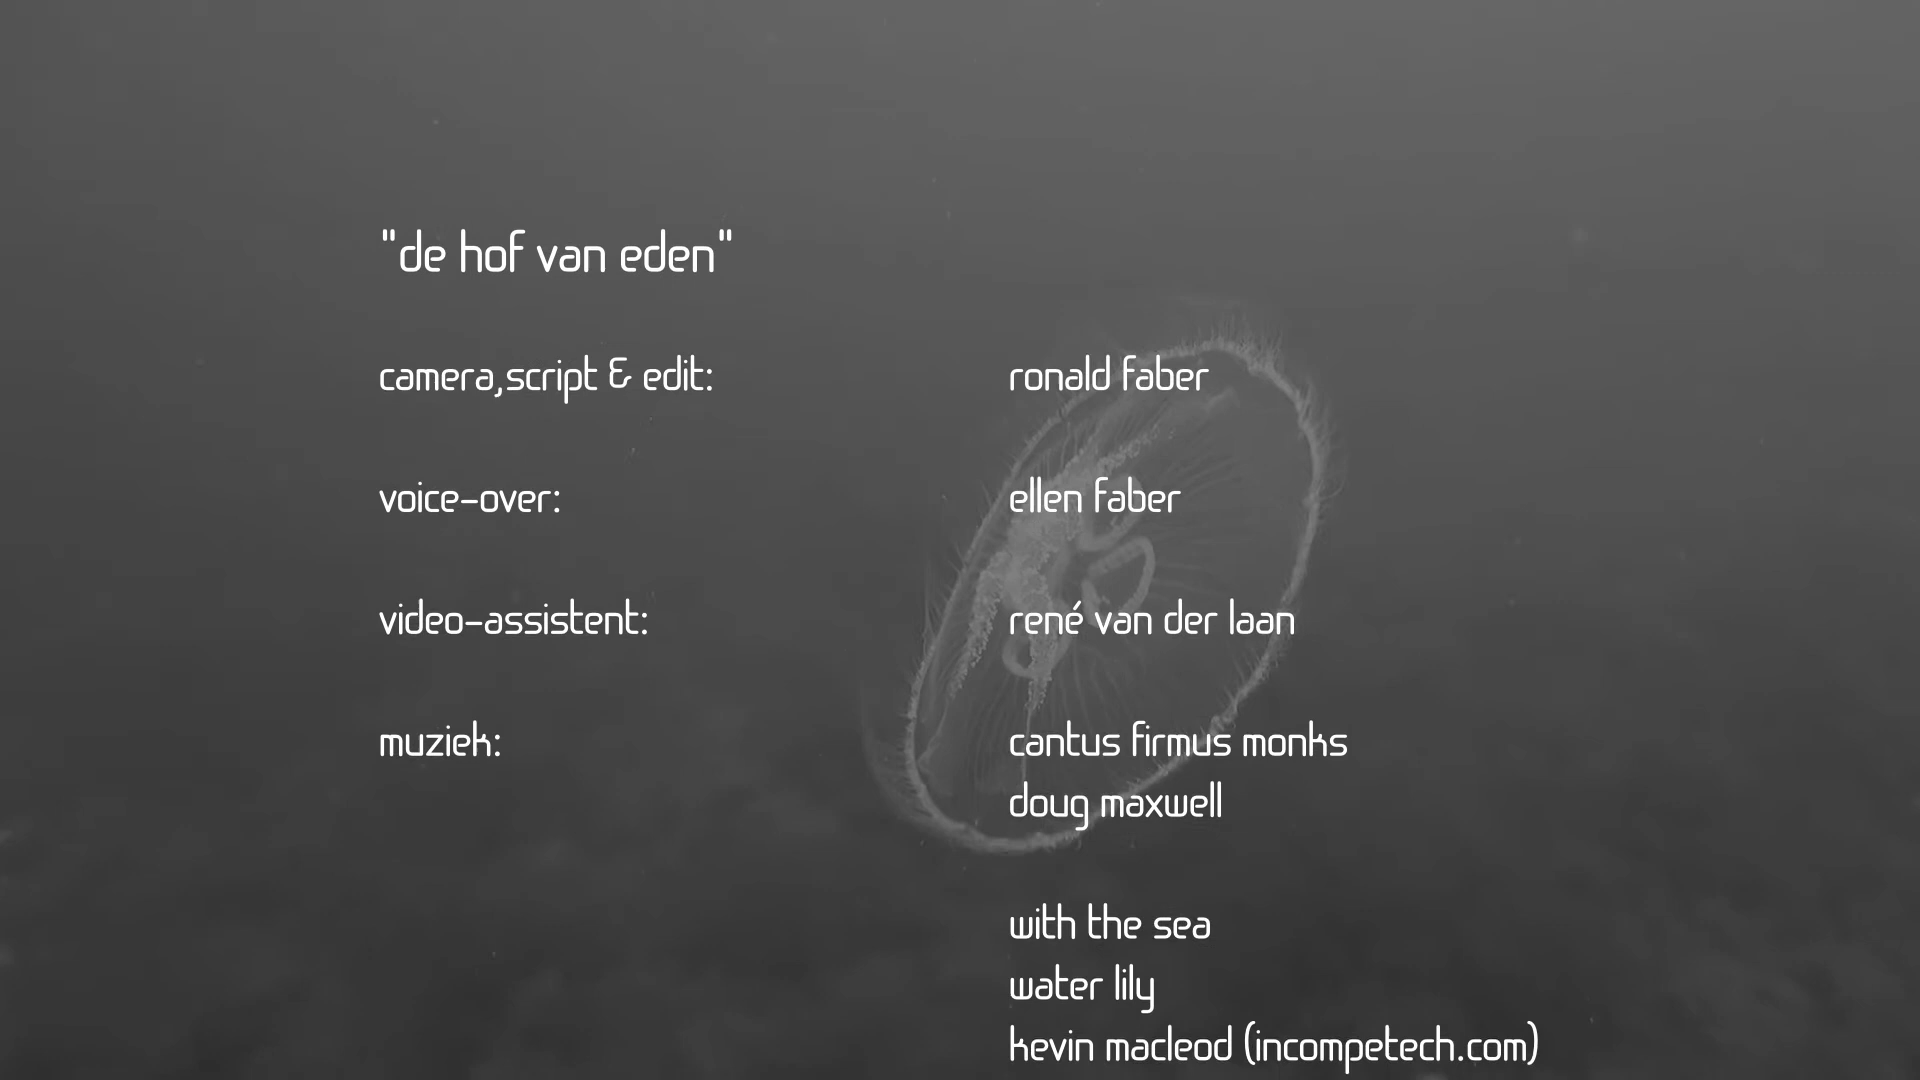 "de hof van eden"
camera,script & edit: ronald faber
voice-over: ellen faber
video-assistent: rené van der laan
muziek: cantus firmus monks
doug maxwell
with the sea
water lily
kevin macleod (incompetech.com)